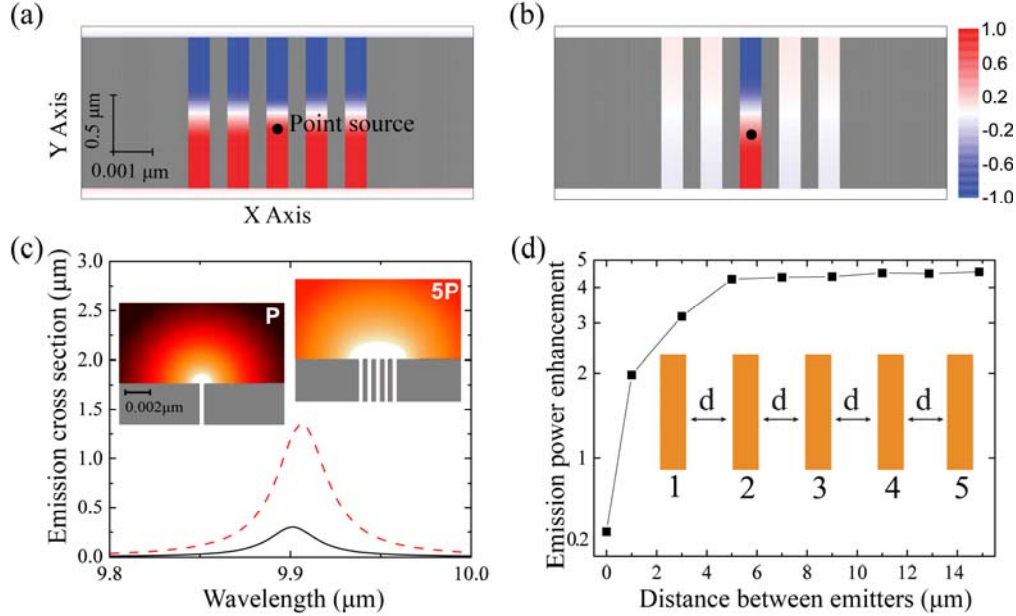 (a)
(b)
Y Axis
0.5 μm
0.001 μm
Point source
X Axis
1.0
0.6
0.2
-0.2
-0.6
-1.0
(c)
Emission cross section (μm)
3.0
2.5
2.0
1.5
1.0
0.5
0.0
P
5P
0.002μm
9.8
9.9
10.0
Wavelength (μm)
(d)
Emission power enhancement
5
4
3
2
1
0.2
d
d
d
d
1
2
3
4
5
0
2
4
6
8
10
12
14
Distance between emitters (μm)